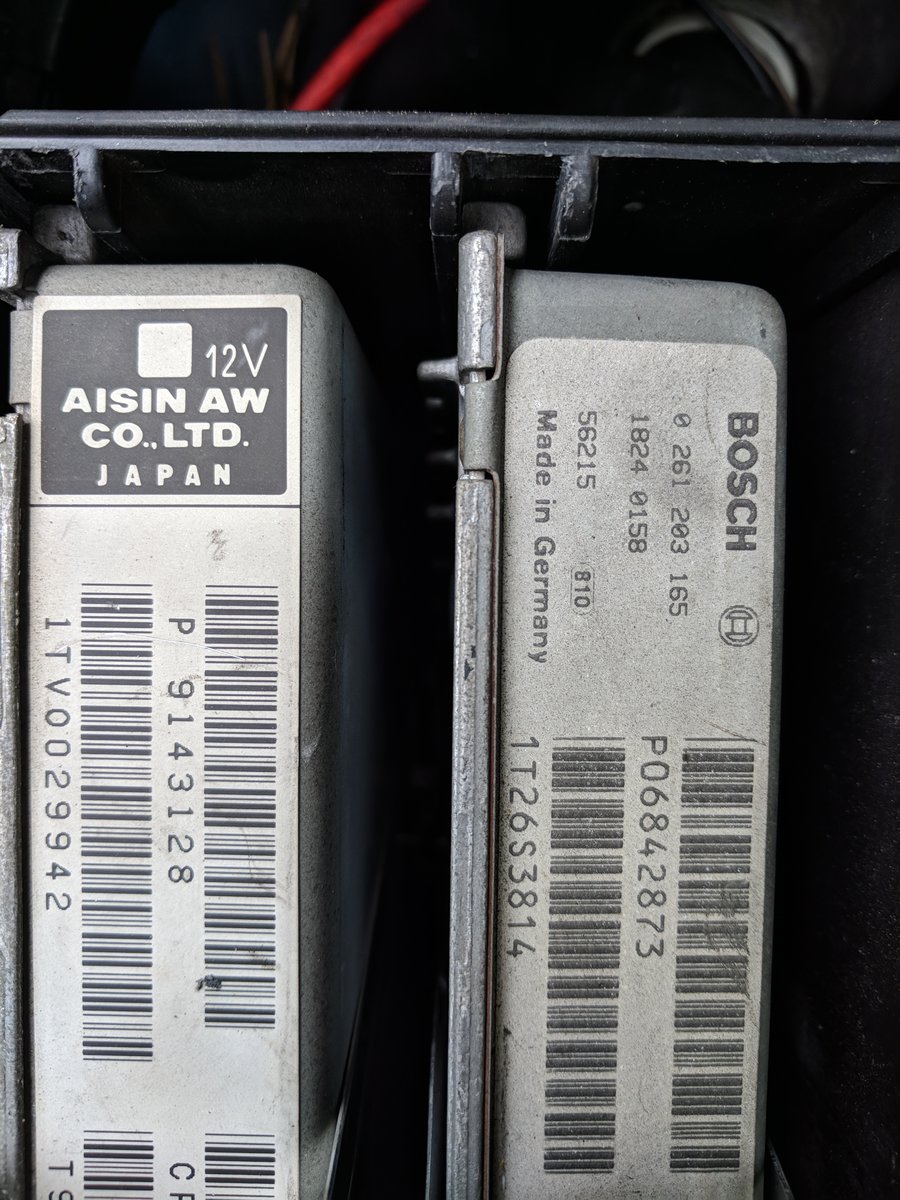 12V
AISIN AW
CO., LTD.
JAPAN
P 9143128
1TV0029942
BOSCH
0 261 203 165
1824 0158
56215 810
Made in Germany
P06842873
1T26S3814